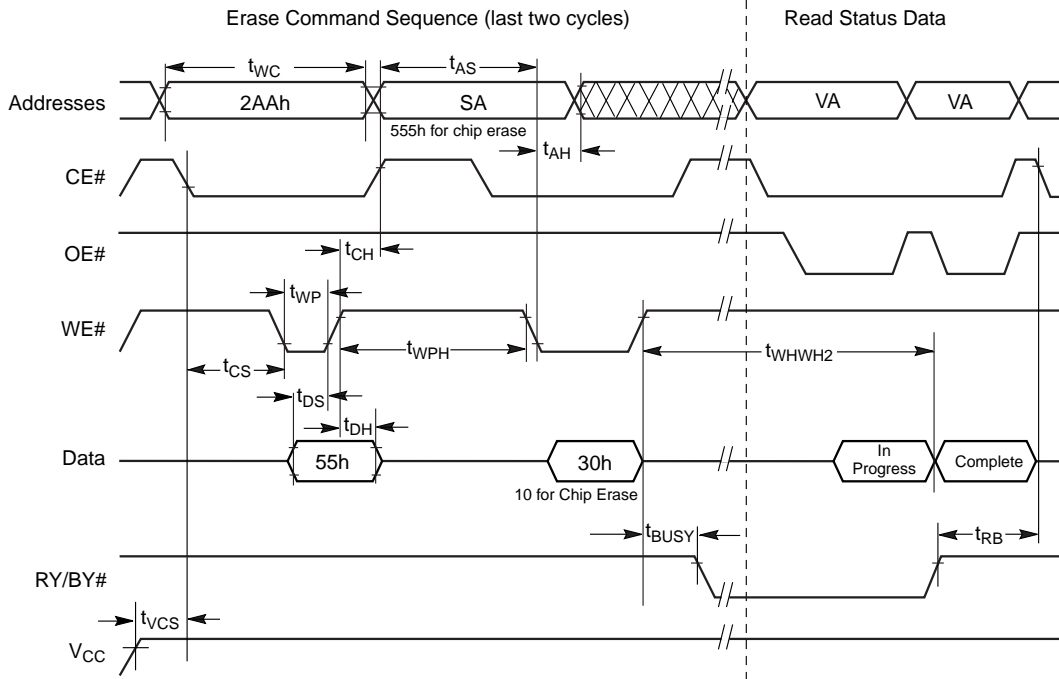 Erase Command Sequence (last two cycles)
Read Status Data
tWC
tAS
Addresses
2AAh
SA
VA
VA
555h for chip erase
tAH
CE#
OE#
tCH
tWP
WE#
tWPH
tWHWH2
tCS
tDS
tDH
Data
55h
30h
In
Progress
Complete
10 for Chip Erase
tBUSY
tRB
RY/BY#
tVCS
VCC